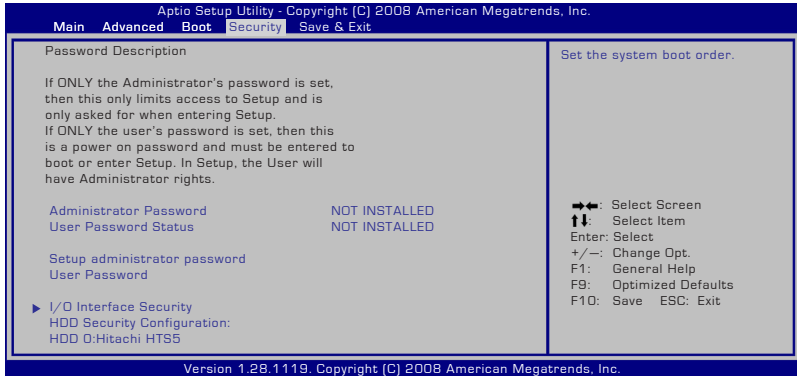 Aptio Setup Utility - Copyright (C) 2008 American Megatrends, Inc.
Main Advanced Boot Security Save & Exit
Password Description
If ONLY the Administrator's password is set,
then this only limits access to Setup and is
only asked for when entering Setup.
If ONLY the user's password is set, then this
is a power on password and must be entered to
boot or enter Setup. In Setup, the User will
have Administrator rights.
Administrator Password NOT INSTALLED
User Password Status NOT INSTALLED
Setup administrator password
User Password
I/O Interface Security
HDD Security Configuration:
HDD 0:Hitachi HTS5
Set the system boot order.
→←: Select Screen
↑↓: Select Item
Enter: Select
+/—: Change Opt.
F1: General Help
F9: Optimized Defaults
F10: Save ESC: Exit
Version 1.28.1119. Copyright (C) 2008 American Megatrends, Inc.